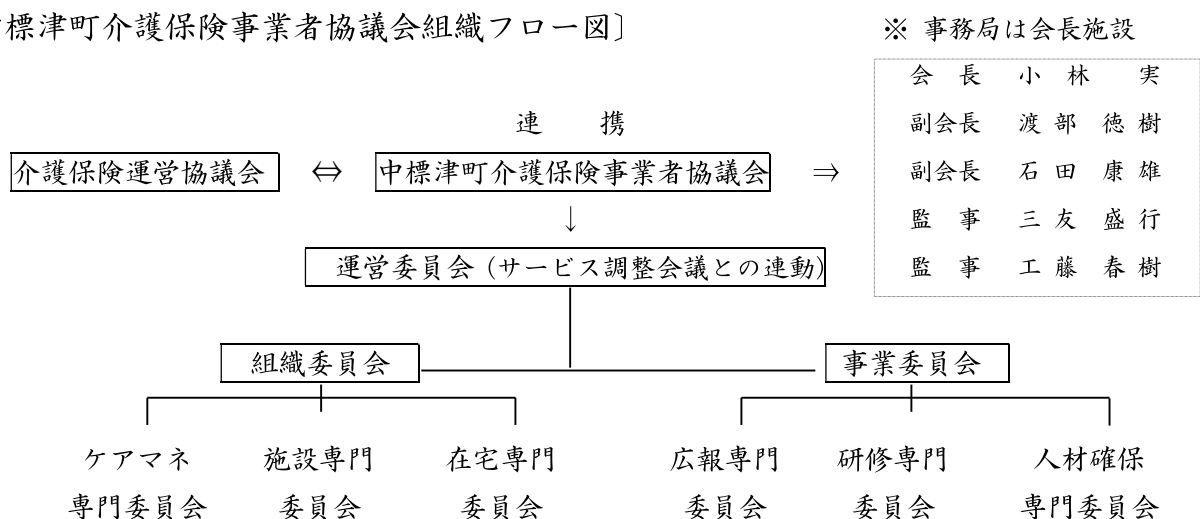 標津町介護保険事業者協議会組織フロー図〕
※ 事務局は会長施設
会 長 小 林 実
副会長 渡 部 徳 樹
副会長 石 田 康 雄
監 事 三 友 盛 行
監 事 工 藤 春 樹
連 携
介護保険運営協議会 ⇔ 中標津町介護保険事業者協議会 ⇒
↓
運営委員会（サービス調整会議との連動）
組織委員会 事業委員会
ケアマネ 施設専門 在宅専門 広報専門 研修専門 人材確保
専門委員会 委員会 委員会 委員会 委員会 専門委員会